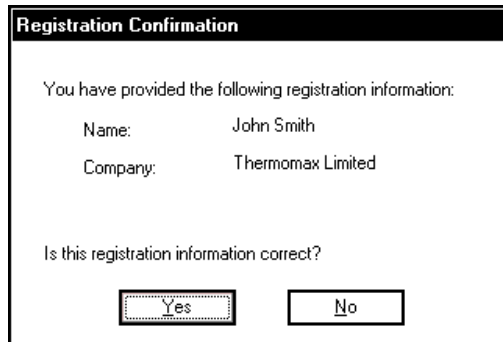 Registration Confirmation
You have provided the following registration information:
Name: John Smith
Company: Thermomax Limited
Is this registration information correct?
Yes No